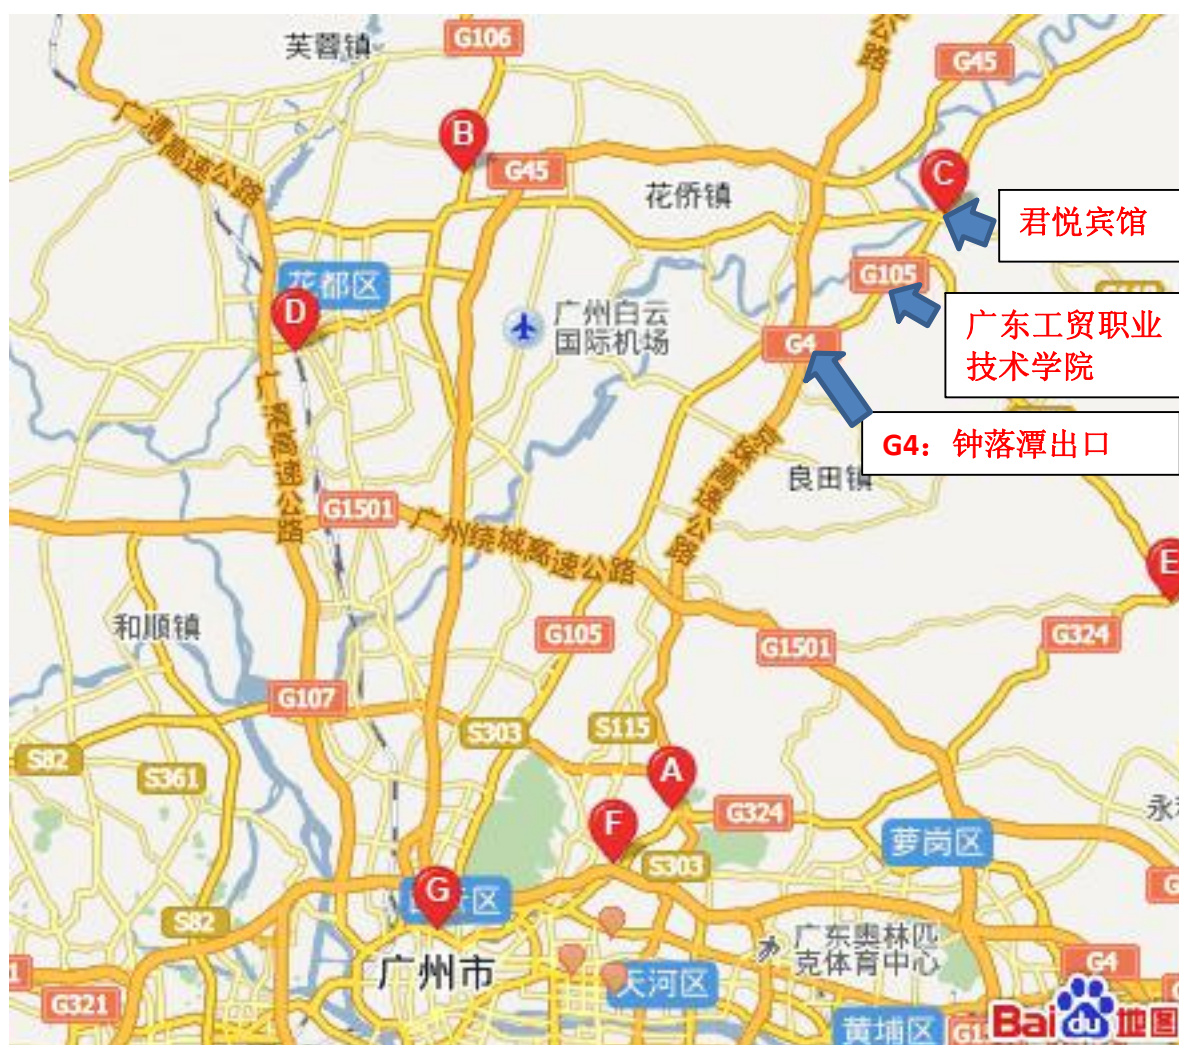 芙蓉镇
G106
G45
广清高速公路
B
G45
C
花侨镇
君悦宾馆
花都区
G105
D
广州白云
国际机场
广东工贸职业
技术学院
G4
G4：钟落潭出口
京珠高速公路
良田镇
广清高速公路
G1501
广州绕城高速公路
E
和顺镇
G105
G324
G1501
G107
S303
S115
S82
S361
A
G324
F
萝岗区
S303
G
S82
广东奥林匹
克体育中心
广州市
天河区
G4
G321
黄埔区
Bai du 地图